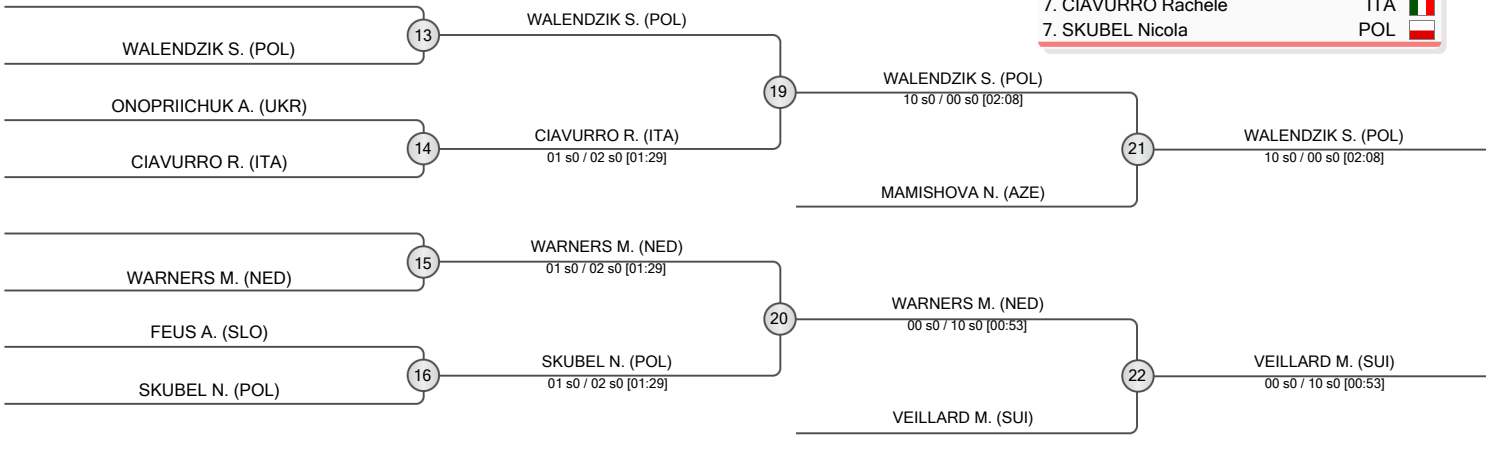 7. CIAVURRO Rachele ITA
7. SKUBEL Nicola POL
WALENDZIK S. (POL)
13
WALENDZIK S. (POL)
ONOPRIICHUK A. (UKR)
14
CIAVURRO R. (ITA)
CIAVURRO R. (ITA)
01 s0 / 02 s0 [01:29]
19
WALENDZIK S. (POL)
10 s0 / 00 s0 [02:08]
MAMISHOVA N. (AZE)
21
WALENDZIK S. (POL)
10 s0 / 00 s0 [02:08]
WARNERS M. (NED)
15
WARNERS M. (NED)
01 s0 / 02 s0 [01:29]
FEUS A. (SLO)
16
SKUBEL N. (POL)
SKUBEL N. (POL)
01 s0 / 02 s0 [01:29]
20
WARNERS M. (NED)
00 s0 / 10 s0 [00:53]
VEILLARD M. (SUI)
22
VEILLARD M. (SUI)
00 s0 / 10 s0 [00:53]